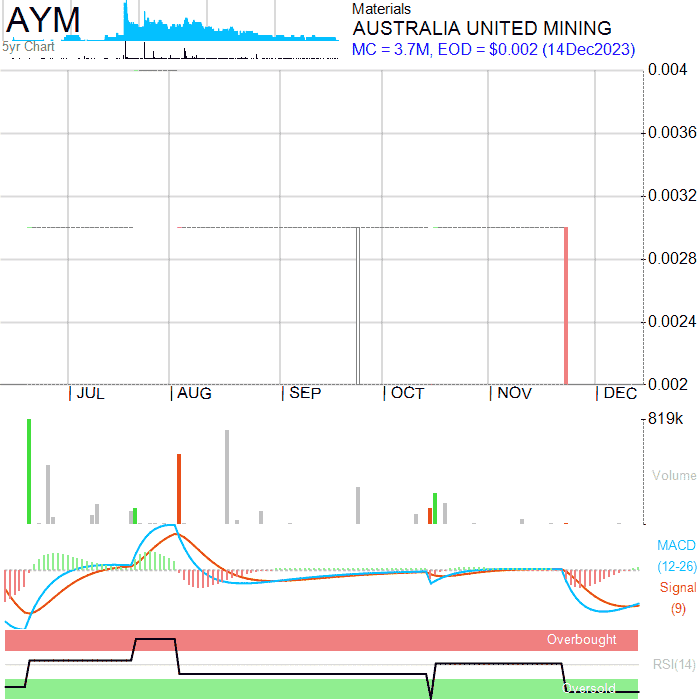 AYM
5yr Chart
Materials
AUSTRALIA UNITED MINING
MC = 3.7M, EOD = $0.002 (14Dec2023)
0.004
0.0036
0.0032
0.0028
0.0024
0.002
JUL AUG SEP OCT NOV DEC
819k
Volume
MACD
(12-26)
Signal
(9)
Overbought
RSI(14)
Oversold